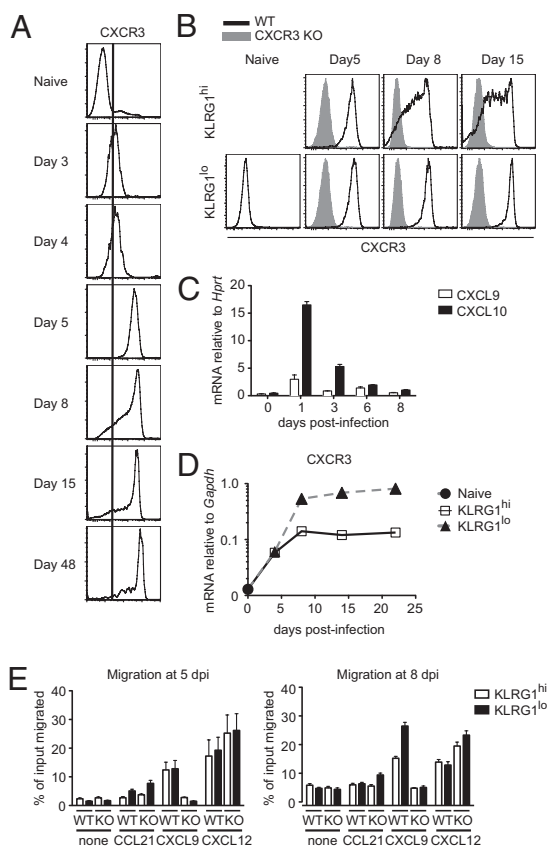 A
CXCR3
Naive
Day 3
Day 4
Day 5
Day 8
Day 15
Day 48
B
WT
CXCR3 KO
Naive
Day5
Day 8
Day 15
KLRG1hi
KLRG1lo
CXCR3
C
mRNA relative to Hprt
20
15
10
5
0
0
1
3
6
8
days post-infection
CXCL9
CXCL10
D
CXCR3
mRNA relative to Gapdh
1.0
0.1
0
0
5
10
15
20
25
days post-infection
Naive
KLRG1hi
KLRG1lo
E
Migration at 5 dpi
% of input migrated
40
30
20
10
0
WT KO WT KO WT KO WT KO
none CCL21 CXCL9 CXCL12
Migration at 8 dpi
% of input migrated
40
30
20
10
0
WT KO WT KO WT KO WT KO
none CCL21 CXCL9 CXCL12
KLRG1hi
KLRG1lo